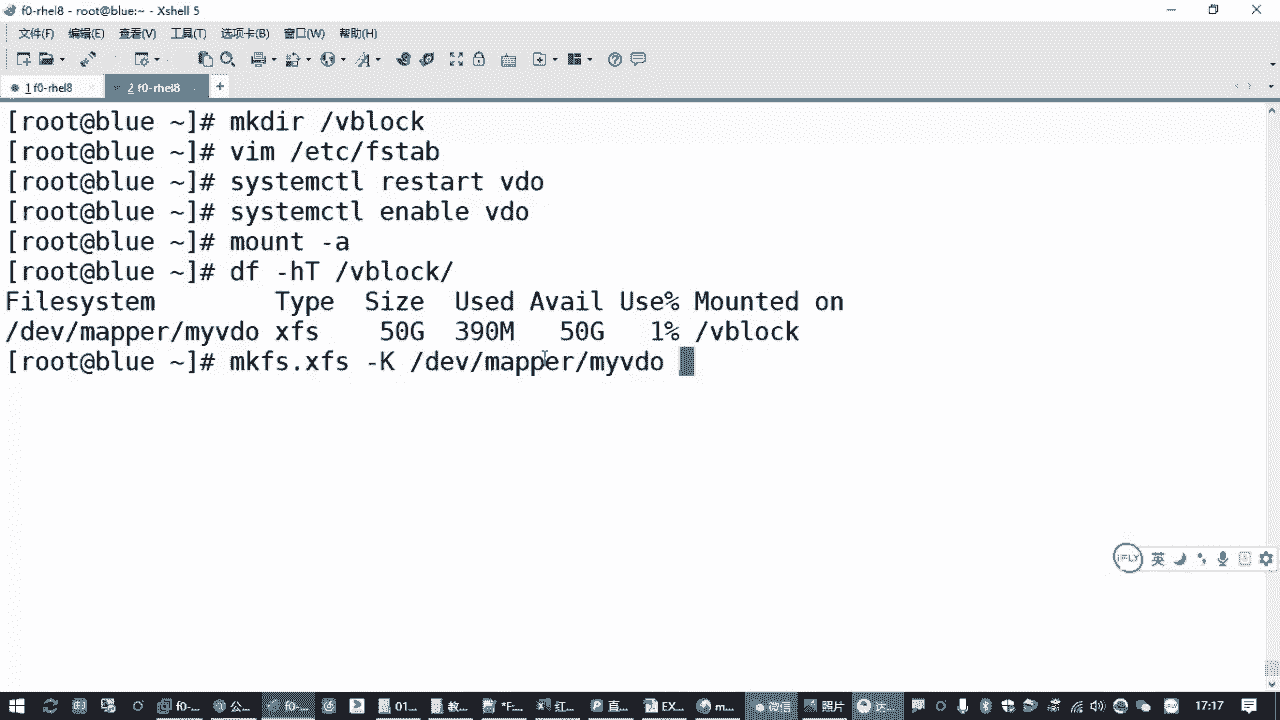 f0-rhel8 - root@blue:~ - Xshell 5
文件(F) 编辑(E) 查看(V) 工具(T) 选项卡(B) 窗口(W) 帮助(H)
1 f0-rhel8 2 f0-rhel8 +
[root@blue ~]# mkdir /vblock
[root@blue ~]# vim /etc/fstab
[root@blue ~]# systemctl restart vdo
[root@blue ~]# systemctl enable vdo
[root@blue ~]# mount -a
[root@blue ~]# df -hT /vblock/
Filesystem Type Size Used Avail Use% Mounted on
/dev/mapper/myvdo xfs 50G 390M 50G 1% /vblock
[root@blue ~]# mkfs.xfs -K /dev/mapper/myvdo
iFLY 英
f0-... 公... f0-... 01... 教... *F... 红... 直... EX... m... 微信 照片 达... 17:17